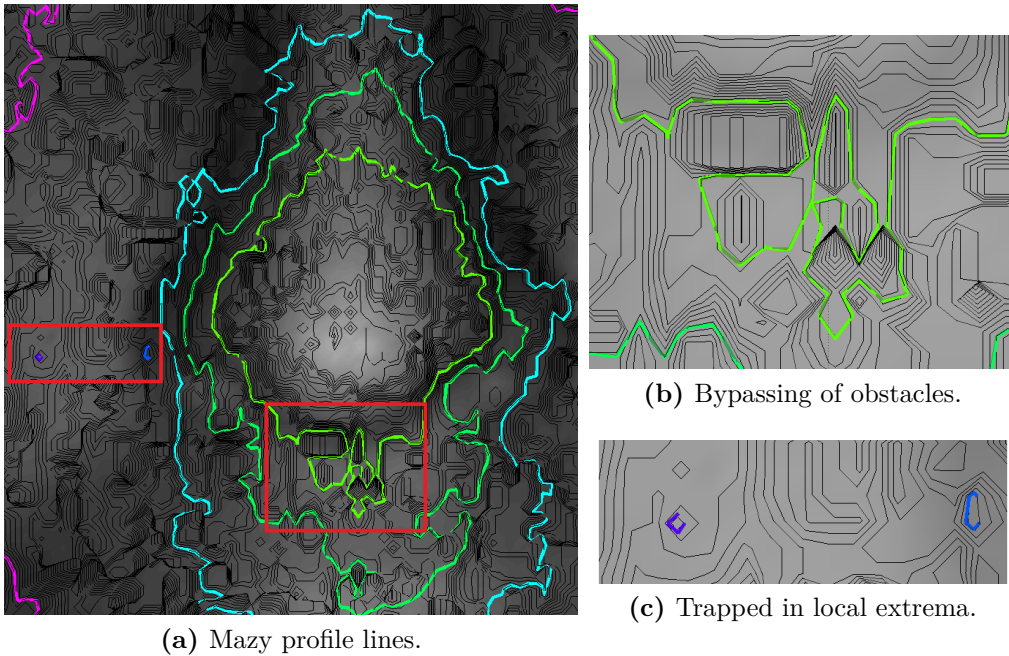 (b) Bypassing of obstacles.
(c) Trapped in local extrema.
(a) Mazy profile lines.